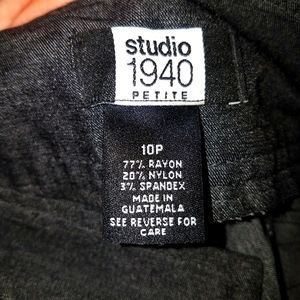 studio
1940
PETITE
10P
77% RAYON
20% NYLON
3% SPANDEX
MADE IN
GUATEMALA
SEE REVERSE FOR
CARE